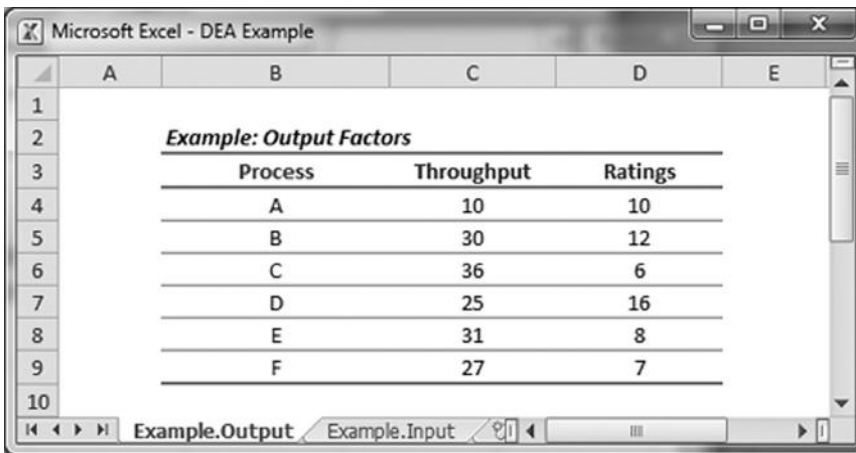 Microsoft Excel - DEA Example
A B C D E
1
2 Example: Output Factors
3 Process Throughput Ratings
4 A 10 10
5 B 30 12
6 C 36 6
7 D 25 16
8 E 31 8
9 F 27 7
10
Example.Output Example.Input